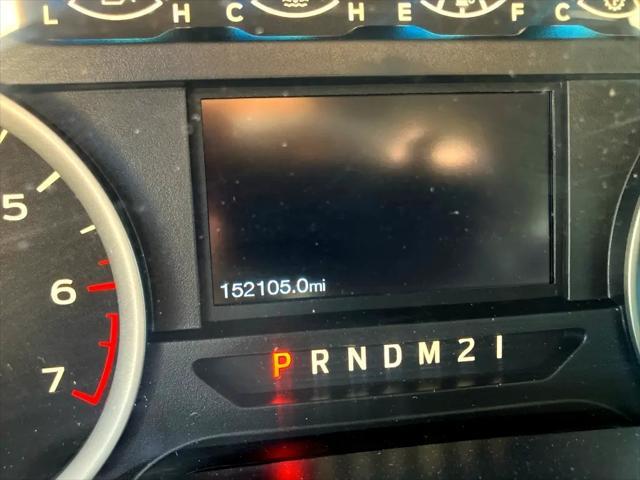 L H C H E F C
5
6
152105.0mi
P R N D M 2 1
7